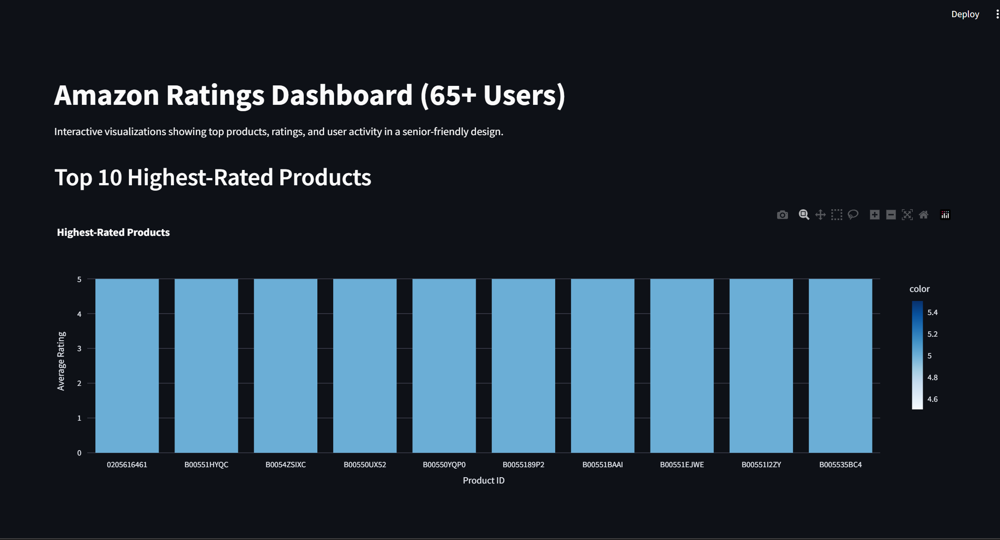 Deploy
Amazon Ratings Dashboard (65+ Users)
Interactive visualizations showing top products, ratings, and user activity in a senior-friendly design.
Top 10 Highest-Rated Products
Highest-Rated Products
Average Rating
5
4
3
2
1
0
0205616461 B00551HYQC B0054ZSIXC B00550UX52 B00550YQP0 B0055189P2 B00551BAAI B00551EJWE B00551I2ZY B005535BC4
Product ID
color
5.4
5.2
5
4.8
4.6